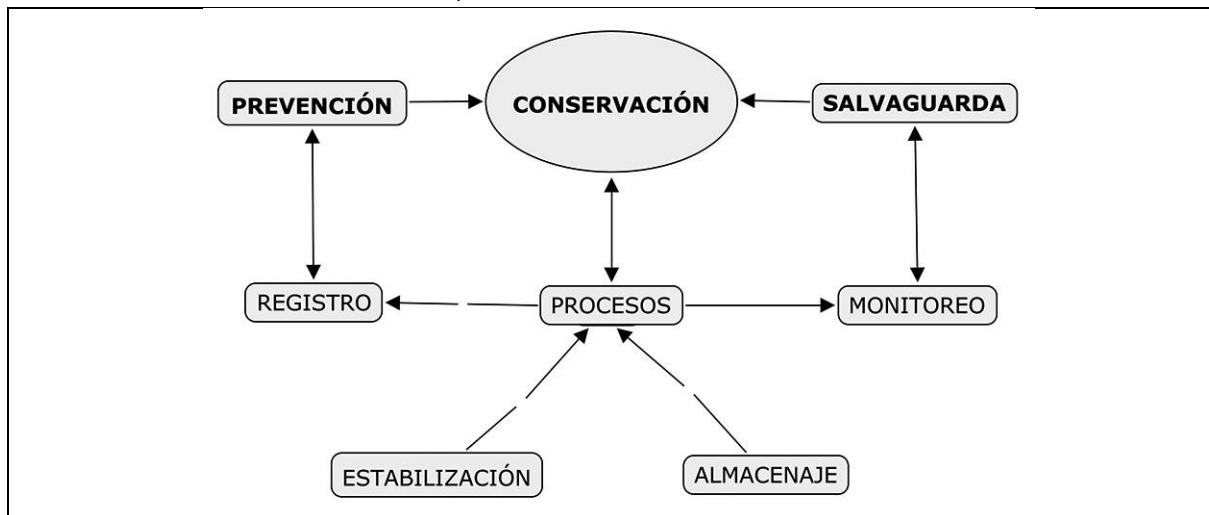 PREVENCIÓN
CONSERVACIÓN
SALVAGUARDA
REGISTRO
PROCESOS
MONITOREO
ESTABILIZACIÓN
ALMACENAJE